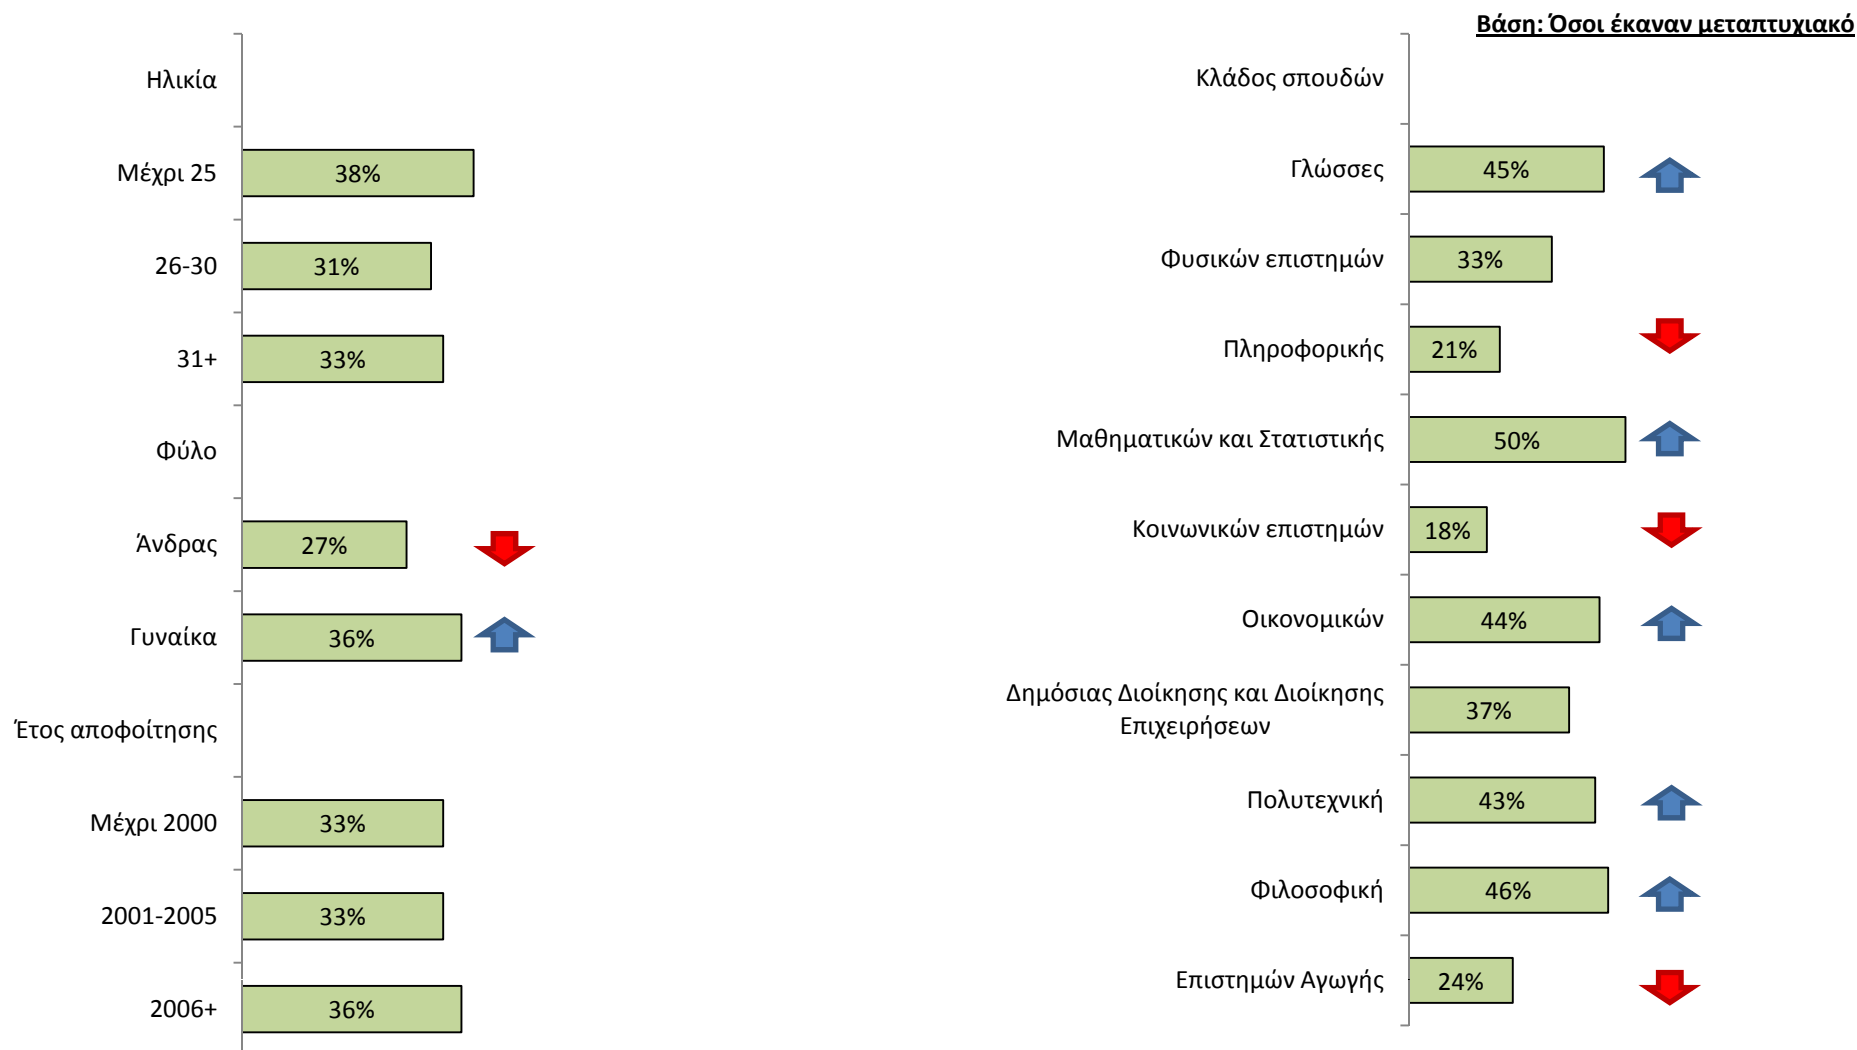 Βάση: Όσοι έκαναν μεταπτυχιακό
Ηλικία
Μέχρι 25
38%
26-30
31%
31+
33%
Φύλο
Άνδρας
27%
Γυναίκα
36%
Έτος αποφοίτησης
Μέχρι 2000
33%
2001-2005
33%
2006+
36%
Κλάδος σπουδών
Γλώσσες
45%
Φυσικών επιστημών
33%
Πληροφορικής
21%
Μαθηματικών και Στατιστικής
50%
Κοινωνικών επιστημών
18%
Οικονομικών
44%
Δημόσιας Διοίκησης και Διοίκησης
Επιχειρήσεων
37%
Πολυτεχνική
43%
Φιλοσοφική
46%
Επιστημών Αγωγής
24%